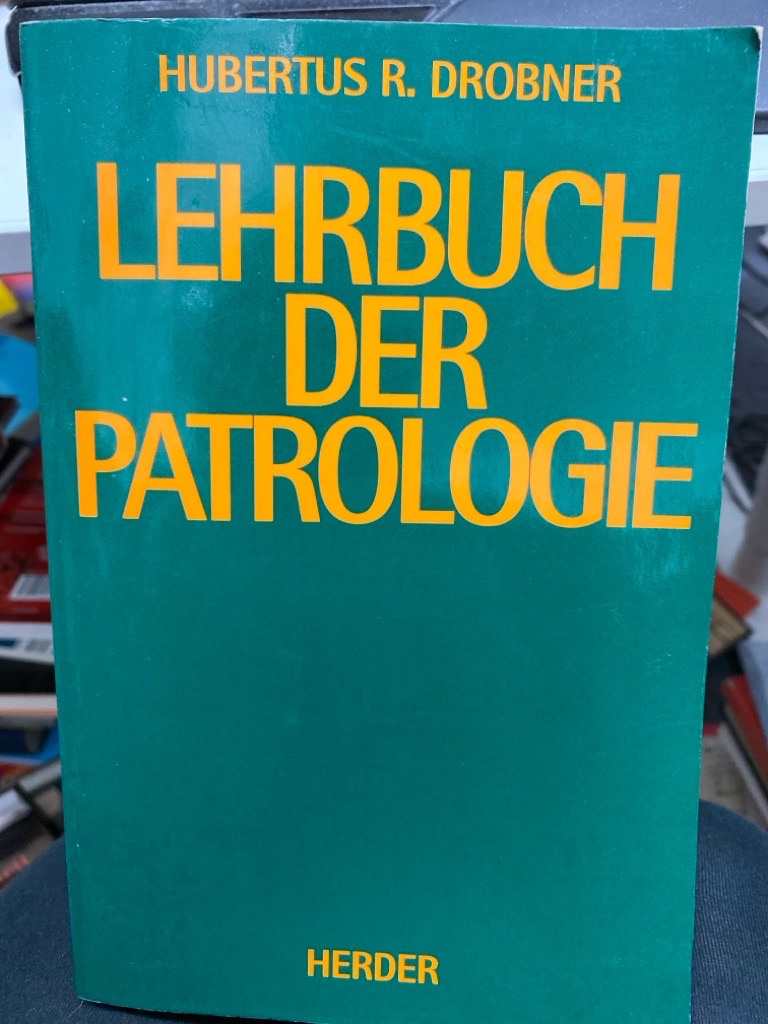 HUBERTUS R. DROBNER
LEHRBUCH
DER
PATROLOGIE
HERDER